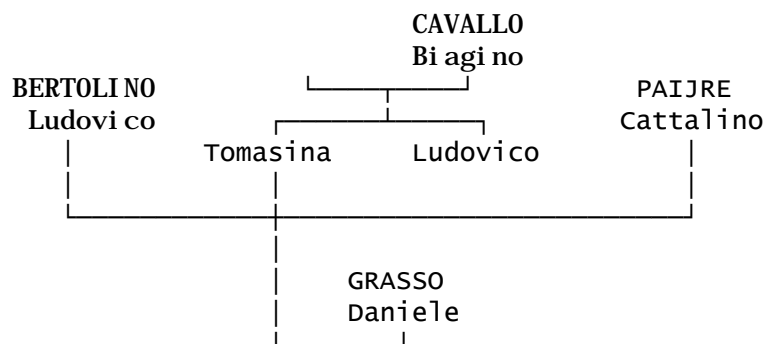 CAVALLO
Biagino
BERTOLINO PAIJRE
Ludovico Cattalino
Tomasina Ludovico
GRASSO
Daniele